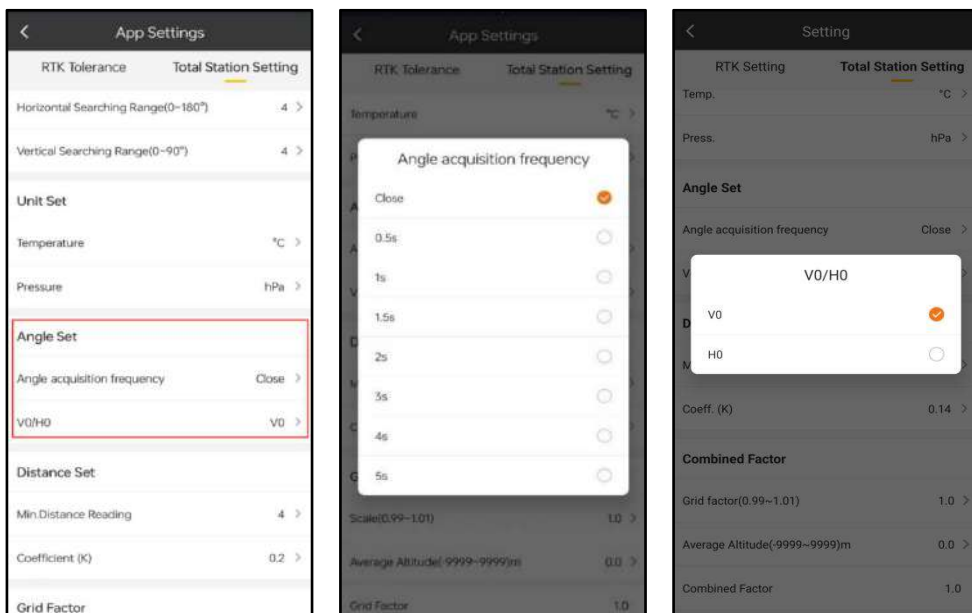 App Settings
RTK Tolerance Total Station Setting
Horizontal Searching Range(0~180°) 4
Vertical Searching Range(0~90°) 4
Unit Set
Temperature °C
Pressure hPa
Angle Set
Angle acquisition frequency Close
V0/H0 V0
Distance Set
Min.Distance Reading 4
Coefficient (K) 0.2
Grid Factor
App Settings
RTK Tolerance Total Station Setting
Temperature °C
P
Angle acquisition frequency
Close
A
0.5s
A
1s
V
1.5s
D
2s
M
3s
C
4s
G
5s
Scale(0.99~1.01) 1.0
Average Altitude(-9999~9999)m 0.0
Grid Factor 1.0
Setting
RTK Setting Total Station Setting
Temp. °C
Press. hPa
Angle Set
Angle acquisition frequency Close
V
V0/H0
D
V0
H0
M
Coeff. (K) 0.14
Combined Factor
Grid factor(0.99~1.01) 1.0
Average Altitude(-9999~9999)m 0.0
Combined Factor 1.0